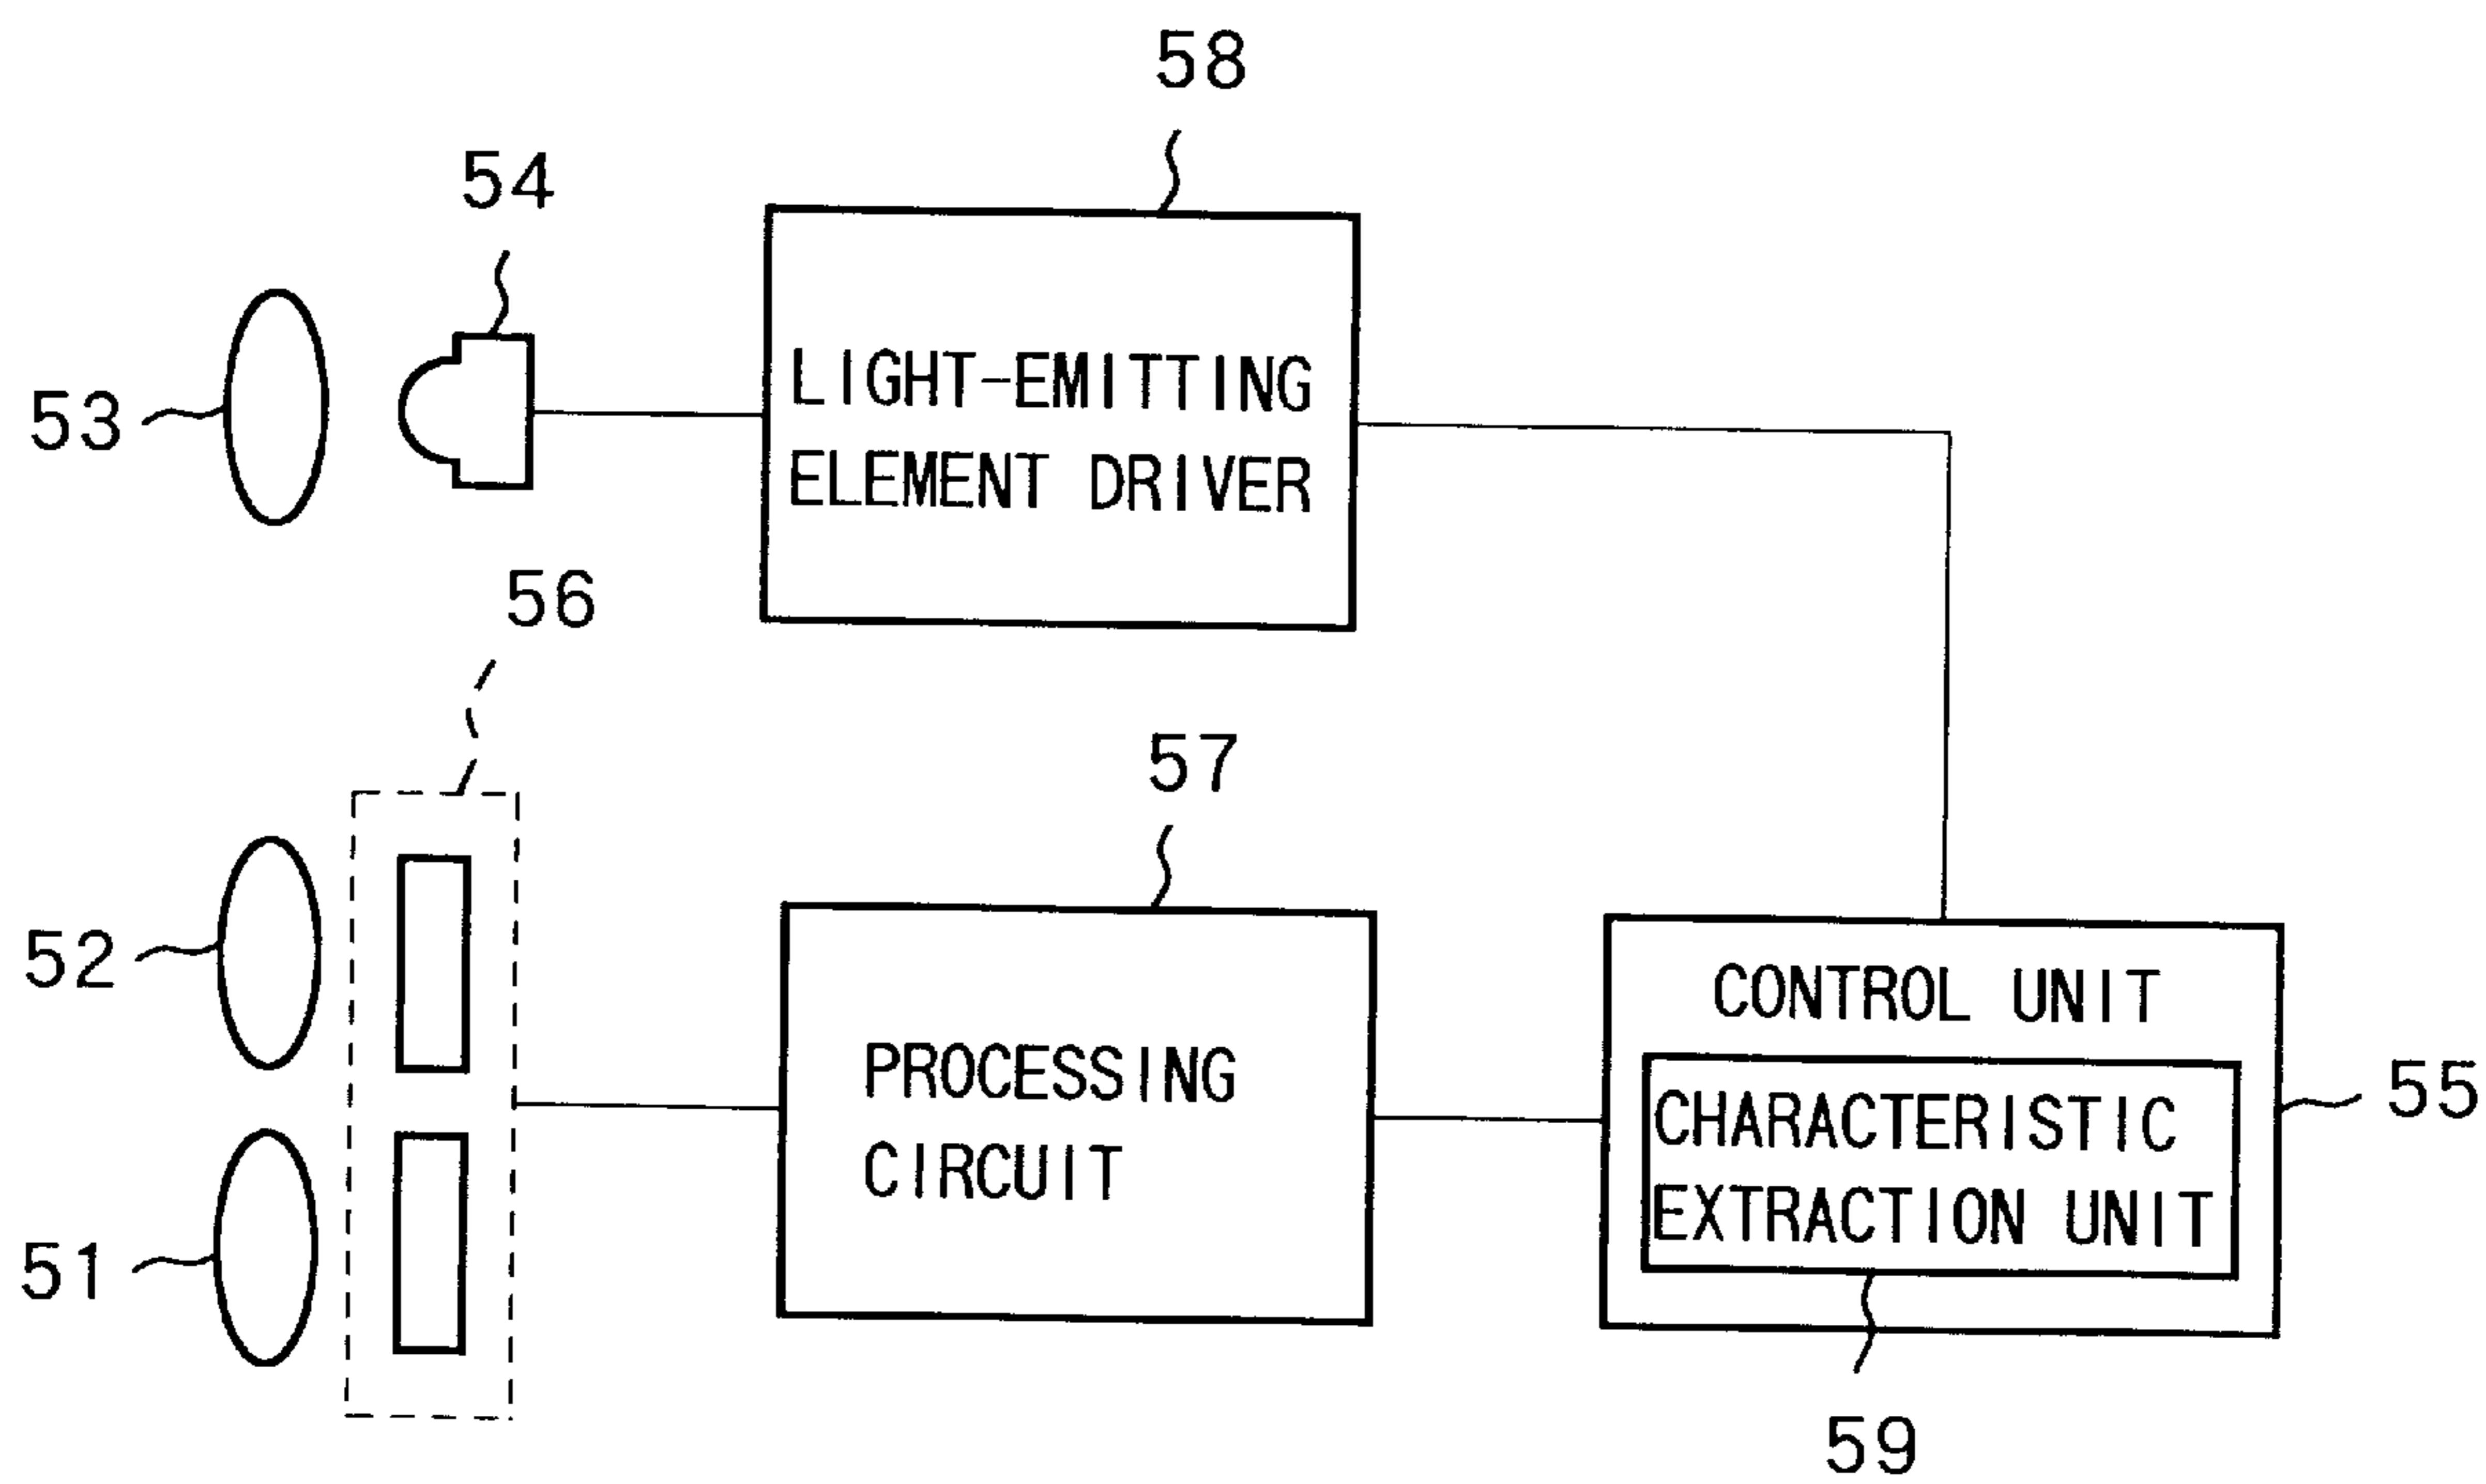 58
54
53
LIGHT-EMITTING
ELEMENT DRIVER
56
57
52
CONTROL UNIT
PROCESSING
CIRCUIT
CHARACTERISTIC
EXTRACTION UNIT
55
51
59